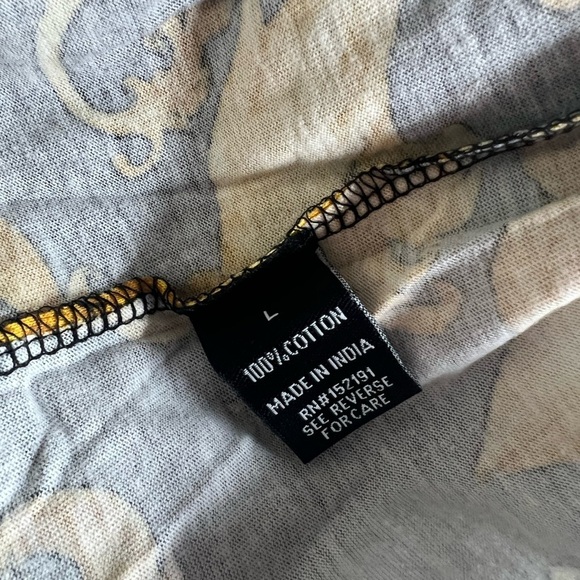 L
100% COTTON
MADE IN INDIA
RN#152191
SEE REVERSE
FOR CARE